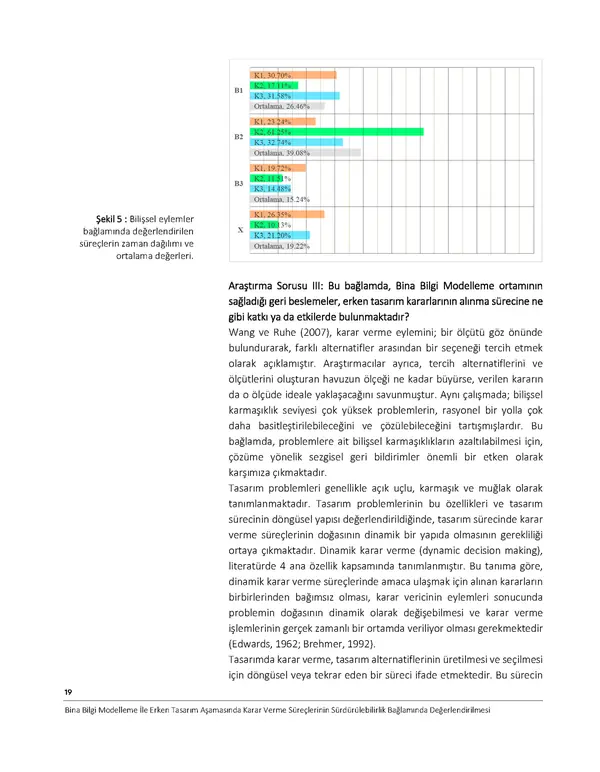 B1
K1, 30.70%
K2, 17.11%
K3, 31.58%
Ortalama, 26.46%
B2
K1, 23.24%
K2, 61.25%
K3, 32.74%
Ortalama, 39.08%
B3
K1, 19.72%
K2, 11.51%
K3, 14.48%
Ortalama, 15.24%
X
K1, 26.35%
K2, 10.13%
K3, 21.20%
Ortalama, 19.22%
Şekil 5 : Bilişsel eylemler
bağlamında değerlendirilen
süreçlerin zaman dağılımı ve
ortalama değerleri.
Araştırma Sorusu III: Bu bağlamda, Bina Bilgi Modelleme ortamının
sağladığı geri beslemeler, erken tasarım kararlarının alınma sürecine ne
gibi katkı ya da etkilerde bulunmaktadır?
Wang ve Ruhe (2007), karar verme eylemini; bir ölçütü göz önünde
bulundurarak, farklı alternatifler arasından bir seçeneği tercih etmek
olarak açıklamıştır. Araştırmacılar ayrıca, tercih alternatiflerini ve
ölçütlerini oluşturan havuzun ölçeği ne kadar büyürse, verilen kararın
da o ölçüde ideale yaklaşacağını savunmuştur. Aynı çalışmada; bilişsel
karmaşıklık seviyesi çok yüksek problemlerin, rasyonel bir yolla çok
daha basitleştirilebileceğini ve çözülebileceğini tartışmışlardır. Bu
bağlamda, problemlere ait bilişsel karmaşıklıkların azaltılabilmesi için,
çözüme yönelik sezgisel geri bildirimler önemli bir etken olarak
karşımıza çıkmaktadır.
Tasarım problemleri genellikle açık uçlu, karmaşık ve muğlak olarak
tanımlanmaktadır. Tasarım problemlerinin bu özellikleri ve tasarım
sürecinin döngüsel yapısı değerlendirildiğinde, tasarım sürecinde karar
verme süreçlerinin doğasının dinamik bir yapıda olmasının gerekliliği
ortaya çıkmaktadır. Dinamik karar verme (dynamic decision making),
literatürde 4 ana özellik kapsamında tanımlanmıştır. Bu tanıma göre,
dinamik karar verme süreçlerinde amaca ulaşmak için alınan kararların
birbirlerinden bağımsız olması, karar vericinin eylemleri sonucunda
problemin doğasının dinamik olarak değişebilmesi ve karar verme
işlemlerinin gerçek zamanlı bir ortamda veriliyor olması gerekmektedir
(Edwards, 1962; Brehmer, 1992).
Tasarımda karar verme, tasarım alternatiflerinin üretilmesi ve seçilmesi
için döngüsel veya tekrar eden bir süreci ifade etmektedir. Bu sürecin
19
Bina Bilgi Modelleme İle Erken Tasarım Aşamasında Karar Verme Süreçlerinin Sürdürülebilirlik Bağlamında Değerlendirilmesi